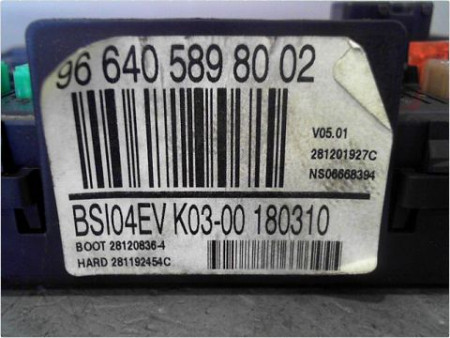 96 640 589 80 02
V05.01
281201927C
NS06668394
BSI04EV K03-00 180310
BOOT 28120836-4
HARD 281192454C